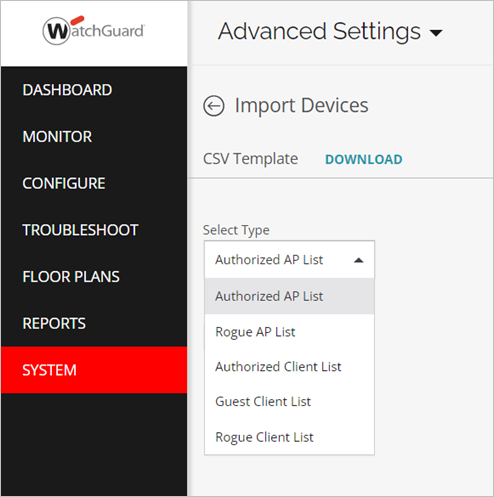 WatchGuard
Advanced Settings
DASHBOARD
MONITOR
CONFIGURE
TROUBLESHOOT
FLOOR PLANS
REPORTS
SYSTEM
Import Devices
CSV Template DOWNLOAD
Select Type
Authorized AP List
Authorized AP List
Rogue AP List
Authorized Client List
Guest Client List
Rogue Client List